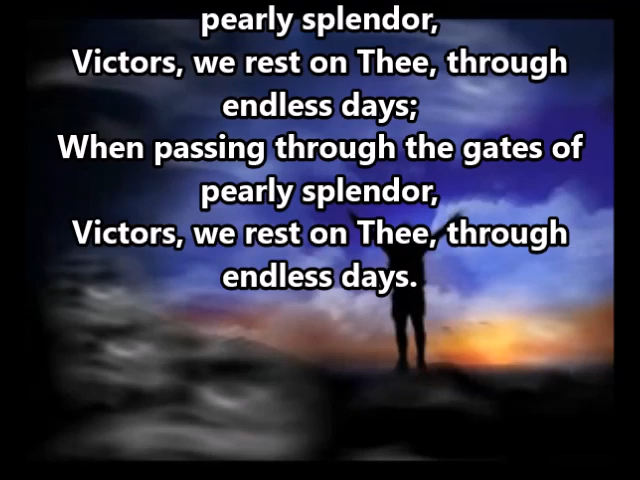 pearly splendor,
Victors, we rest on Thee, through
endless days;
When passing through the gates of
pearly splendor,
Victors, we rest on Thee, through
endless days.